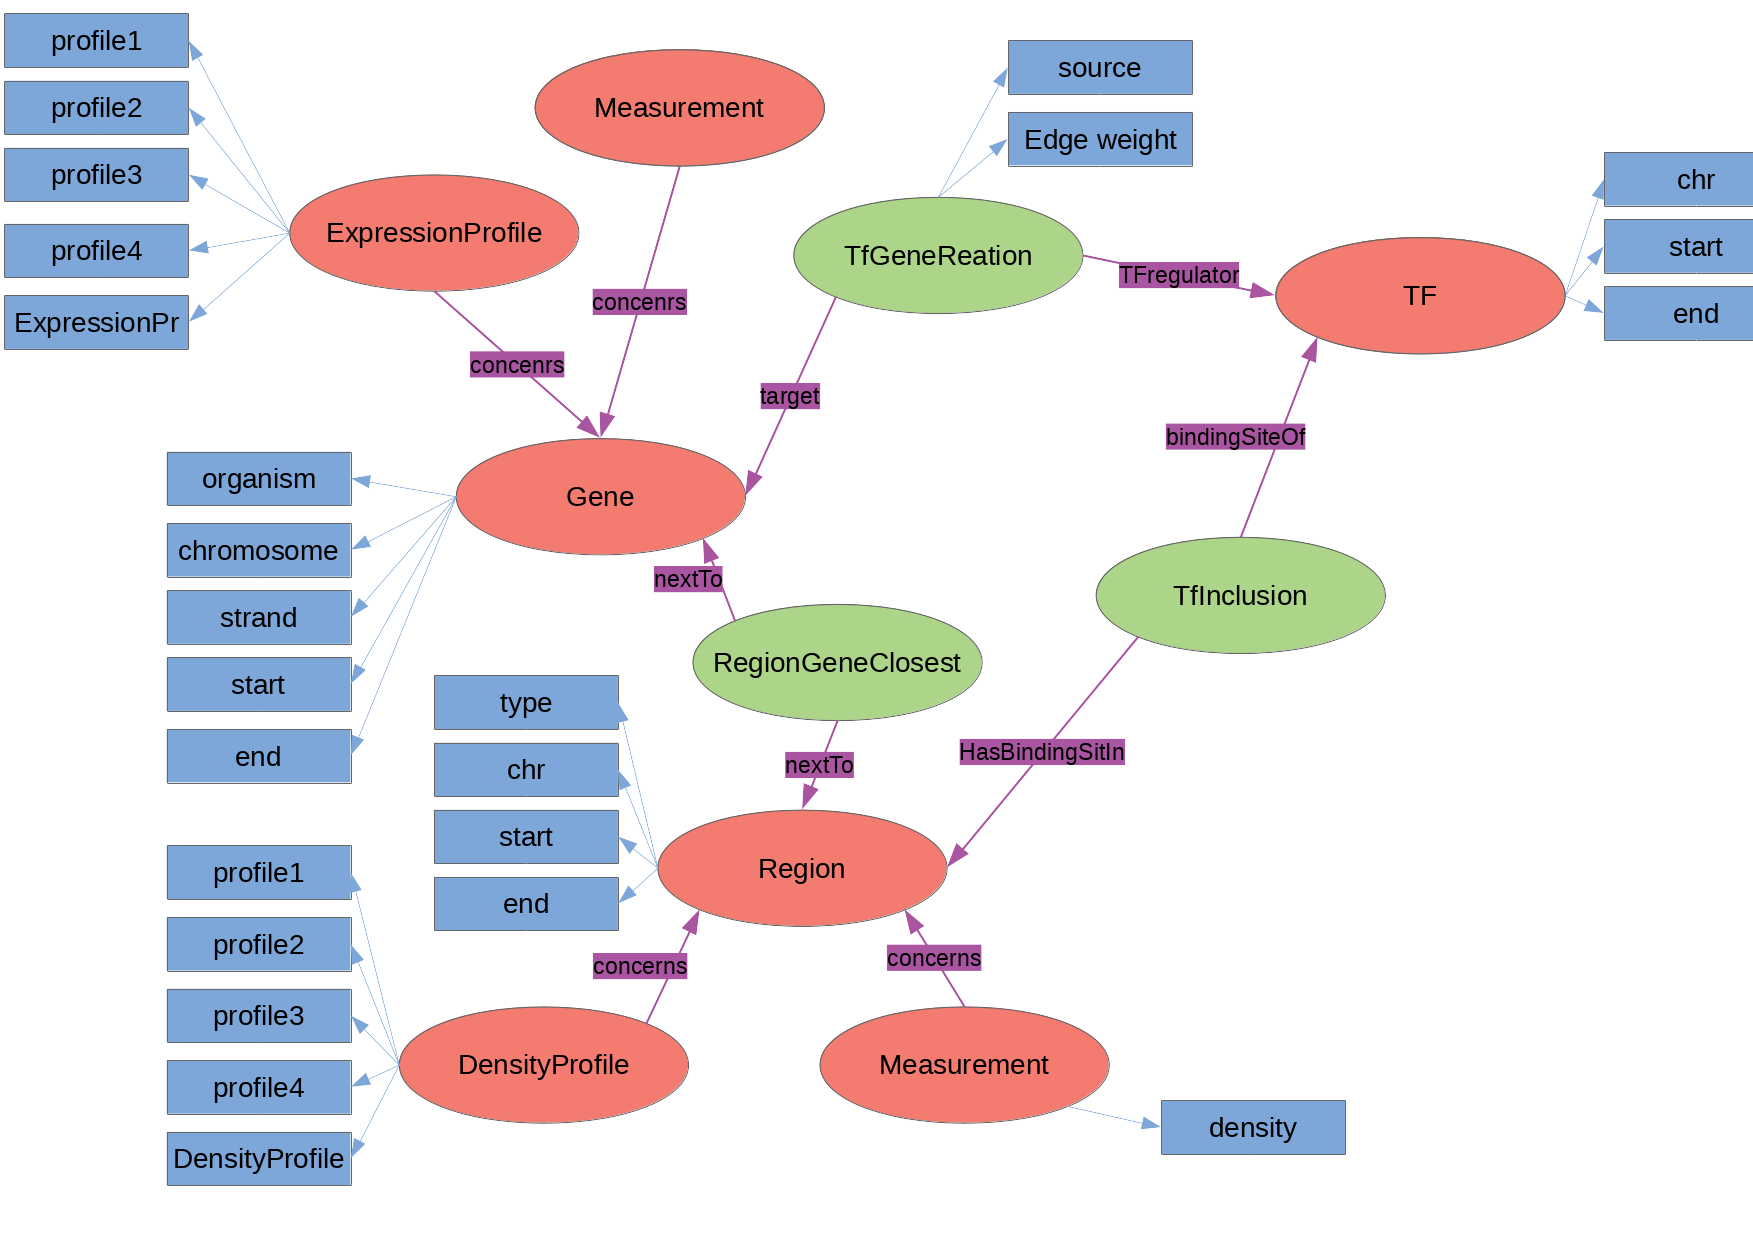 profile1
profile2
profile3
profile4
ExpressionPr
ExpressionProfile
Measurement
source
Edge weight
TfGeneReation
TFregulator
TF
chr
start
end
concenrs
concenrs
target
bindingSiteOf
Gene
organism
chromosome
strand
start
end
nextTo
RegionGeneClosest
TfInclusion
nextTo
HasBindingSitIn
type
chr
start
end
Region
concerns
concerns
profile1
profile2
profile3
profile4
DensityProfile
DensityProfile
Measurement
density